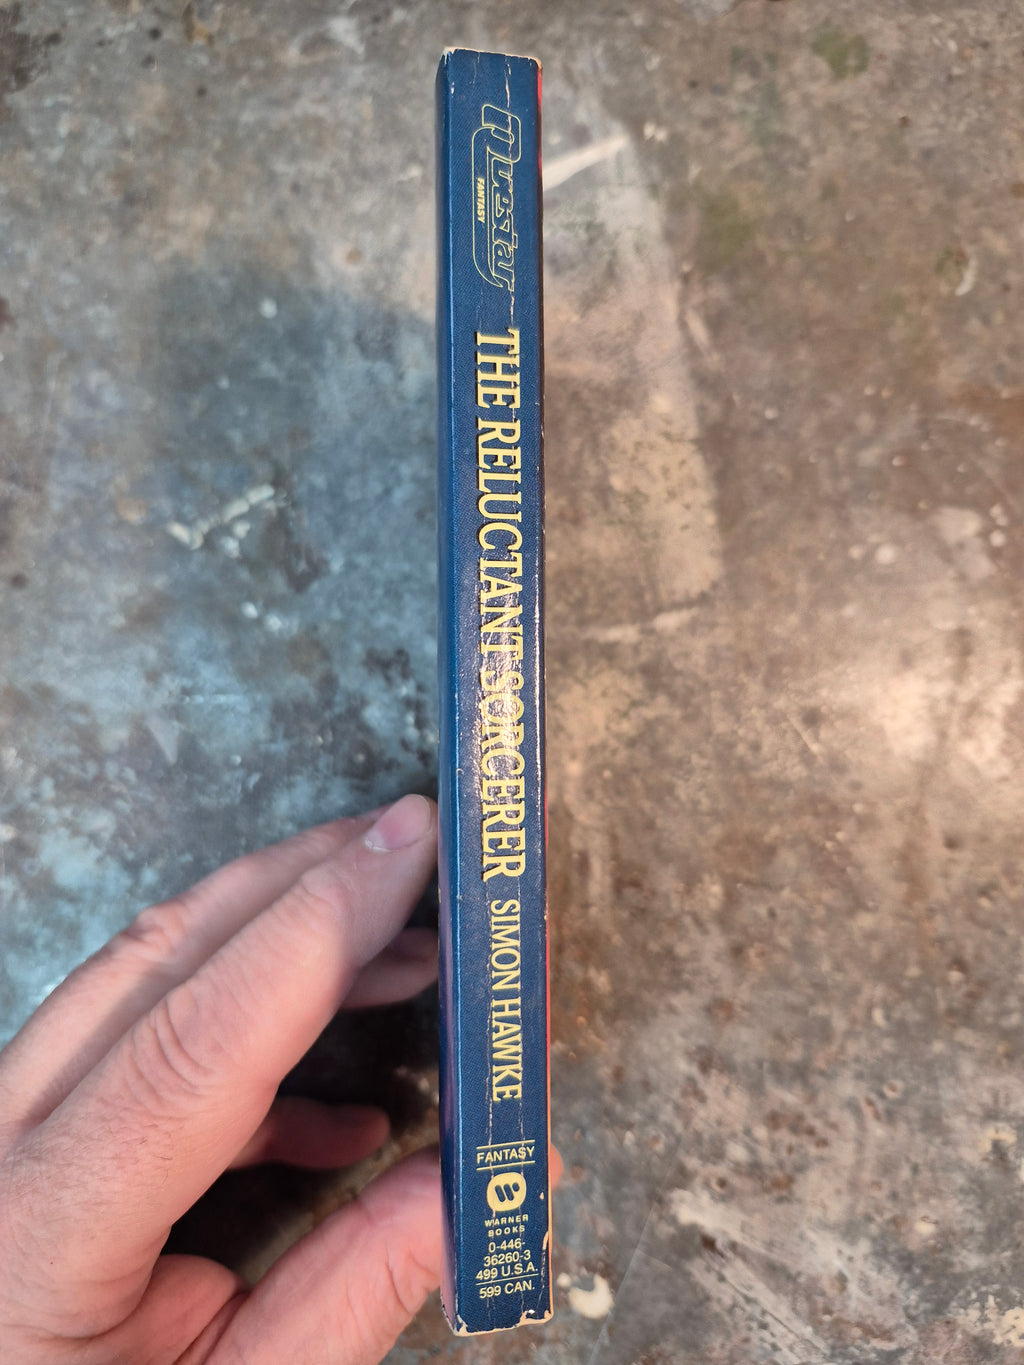 Questar
FANTASY
THE RELUCTANT SORCERER SIMON HAWKE
FANTASY
WARNER
BOOKS
0-446-
36260-3
499 U.S.A.
599 CAN.